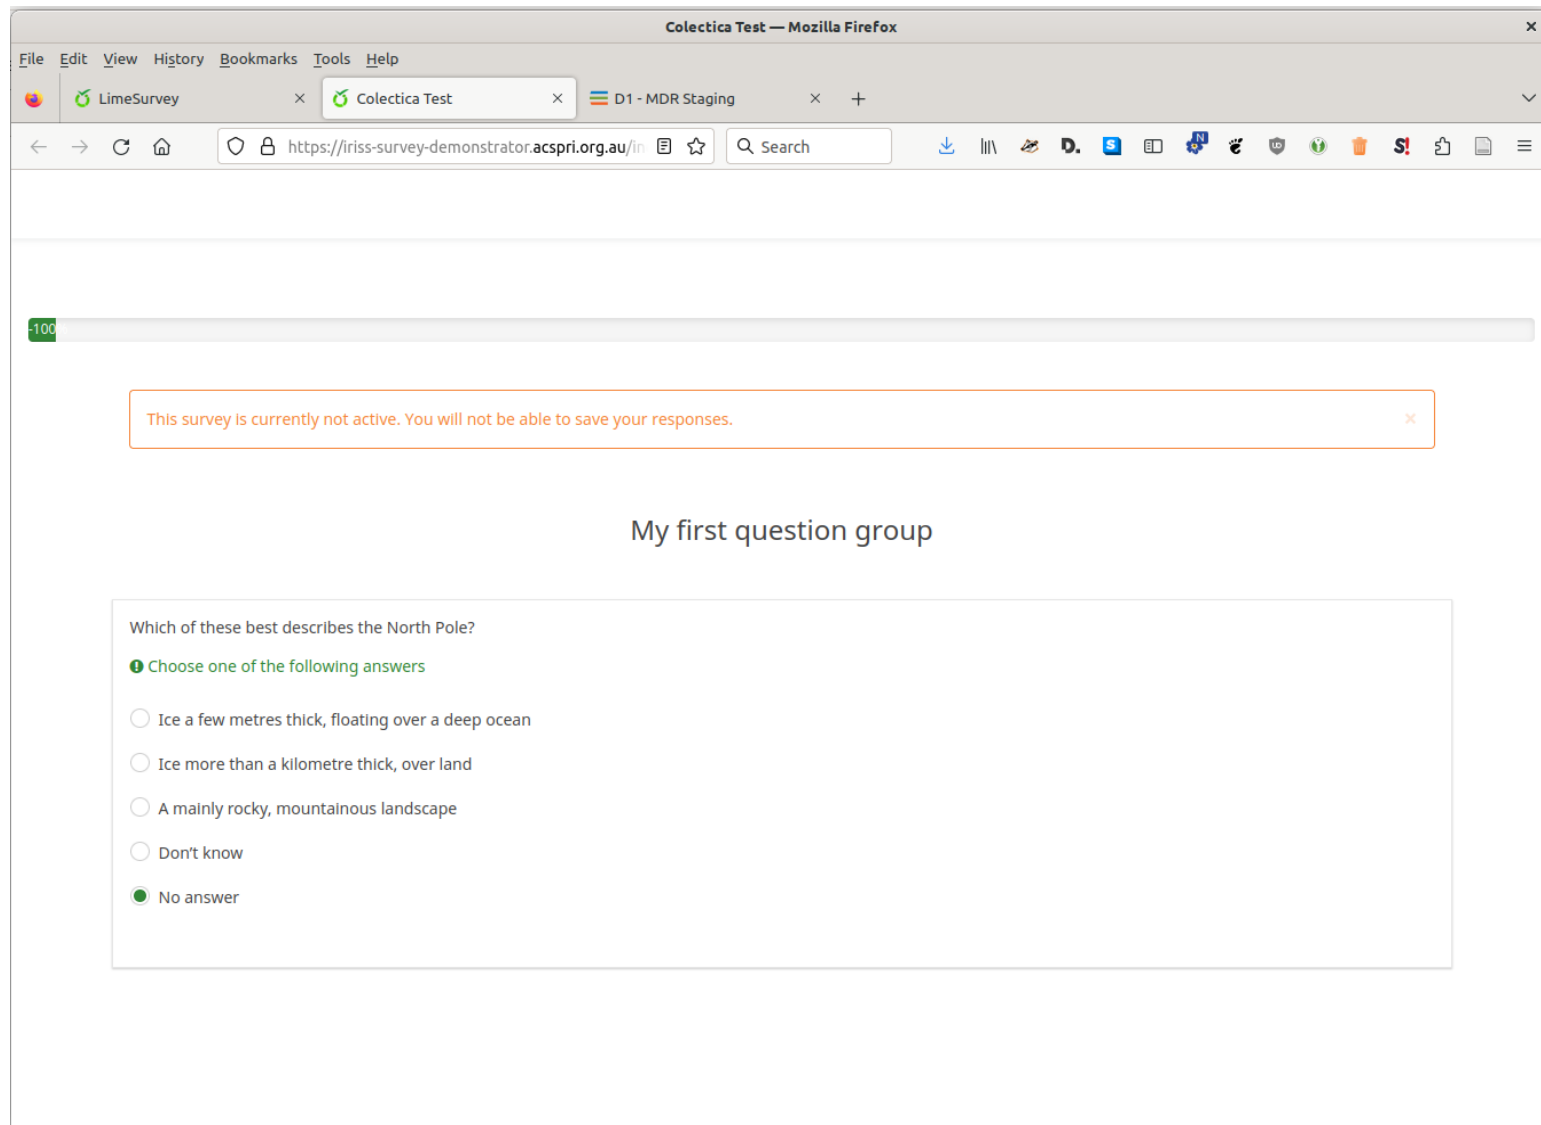 Colectica Test — Mozilla Firefox
File Edit View History Bookmarks Tools Help
LimeSurvey
Colectica Test
D1 - MDR Staging
https://iriss-survey-demonstrator.acspri.org.au/in
Search
-100
This survey is currently not active. You will not be able to save your responses.
My first question group
Which of these best describes the North Pole?
Choose one of the following answers
Ice a few metres thick, floating over a deep ocean
Ice more than a kilometre thick, over land
A mainly rocky, mountainous landscape
Don’t know
No answer